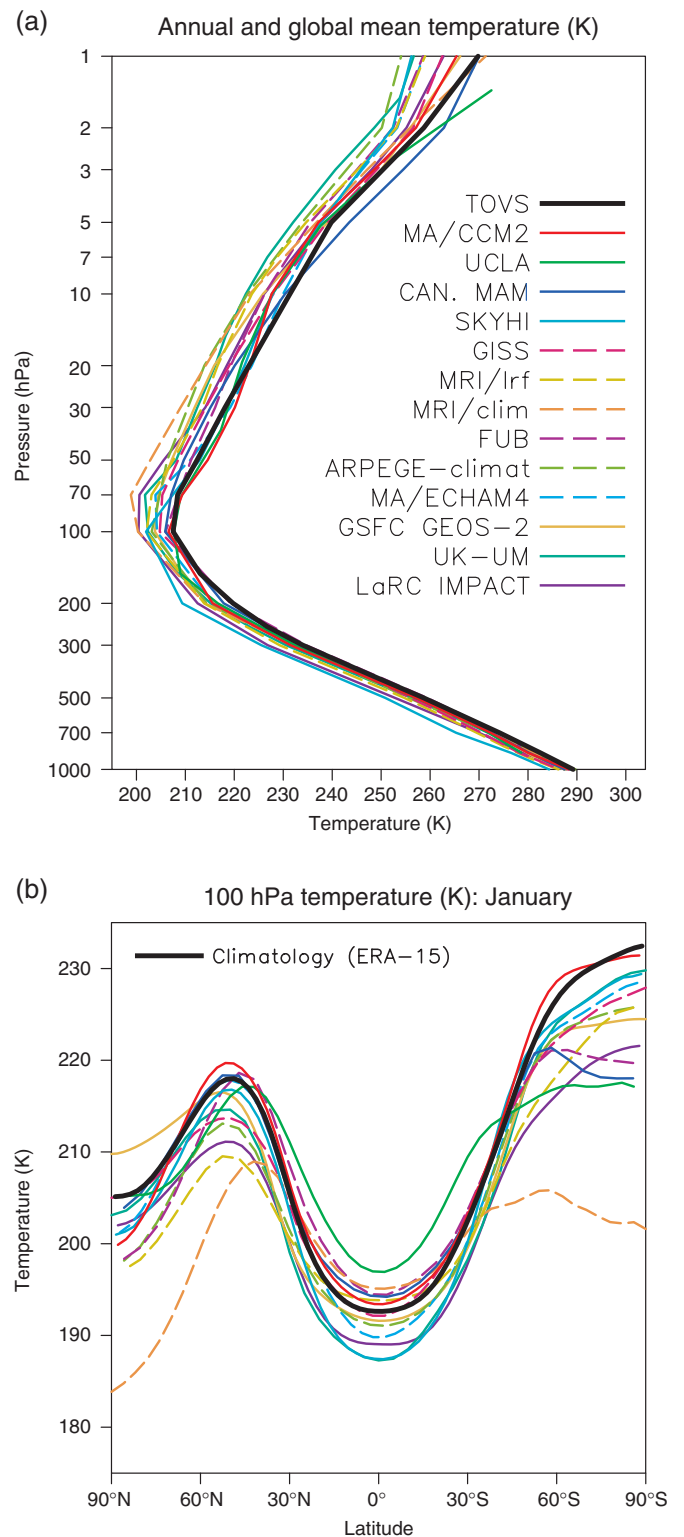 (a)
Annual and global mean temperature (K)
1
2
3
5
7
10
20
30
50
70
100
200
300
500
700
1000
Pressure (hPa)
TOVS
MA/CCM2
UCLA
CAN. MAM
SKYHI
GISS
MRI/lrf
MRI/clim
FUB
ARPEGE-climat
MA/ECHAM4
GSFC GEOS-2
UK-UM
LaRC IMPACT
200 210 220 230 240 250 260 270 280 290 300
Temperature (K)
(b)
100 hPa temperature (K): January
Climatology (ERA-15)
230
220
210
200
190
180
Temperature (K)
90°N 60°N 30°N 0° 30°S 60°S 90°S
Latitude